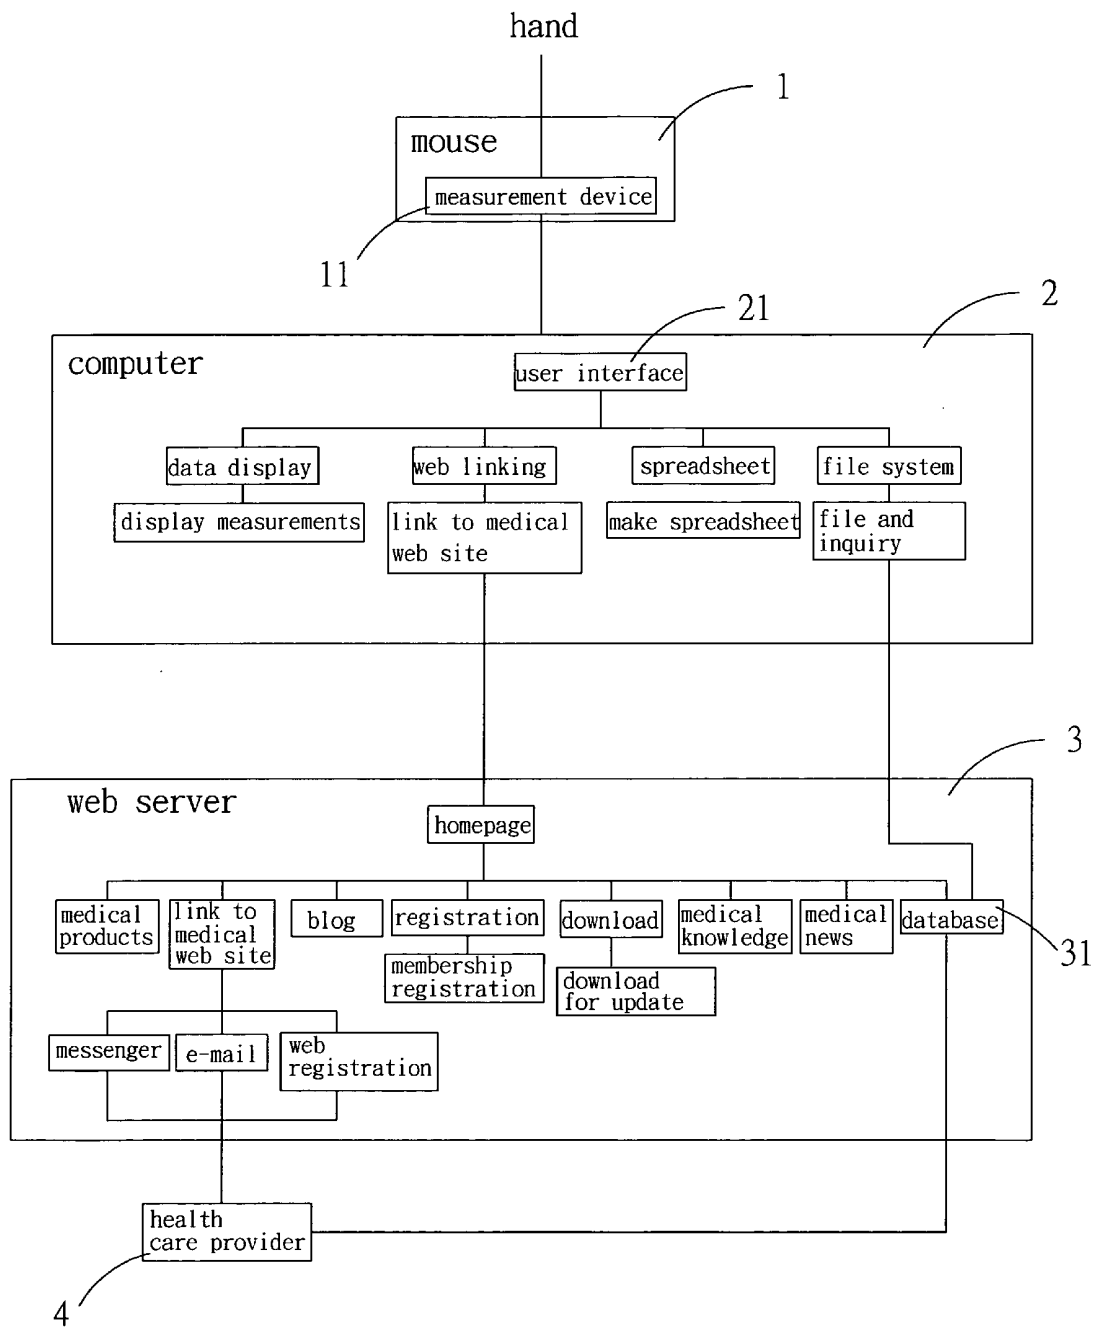 hand
1
mouse
measurement device
11
2
21
computer
user interface
data display
web linking
spreadsheet
file system
display measurements
link to medical
web site
make spreadsheet
file and
inquiry
3
web server
homepage
medical
products
link to
medical
web site
blog
registration
download
medical
knowledge
medical
news
database
31
membership
registration
download
for update
messenger
e-mail
web
registration
health
care provider
4